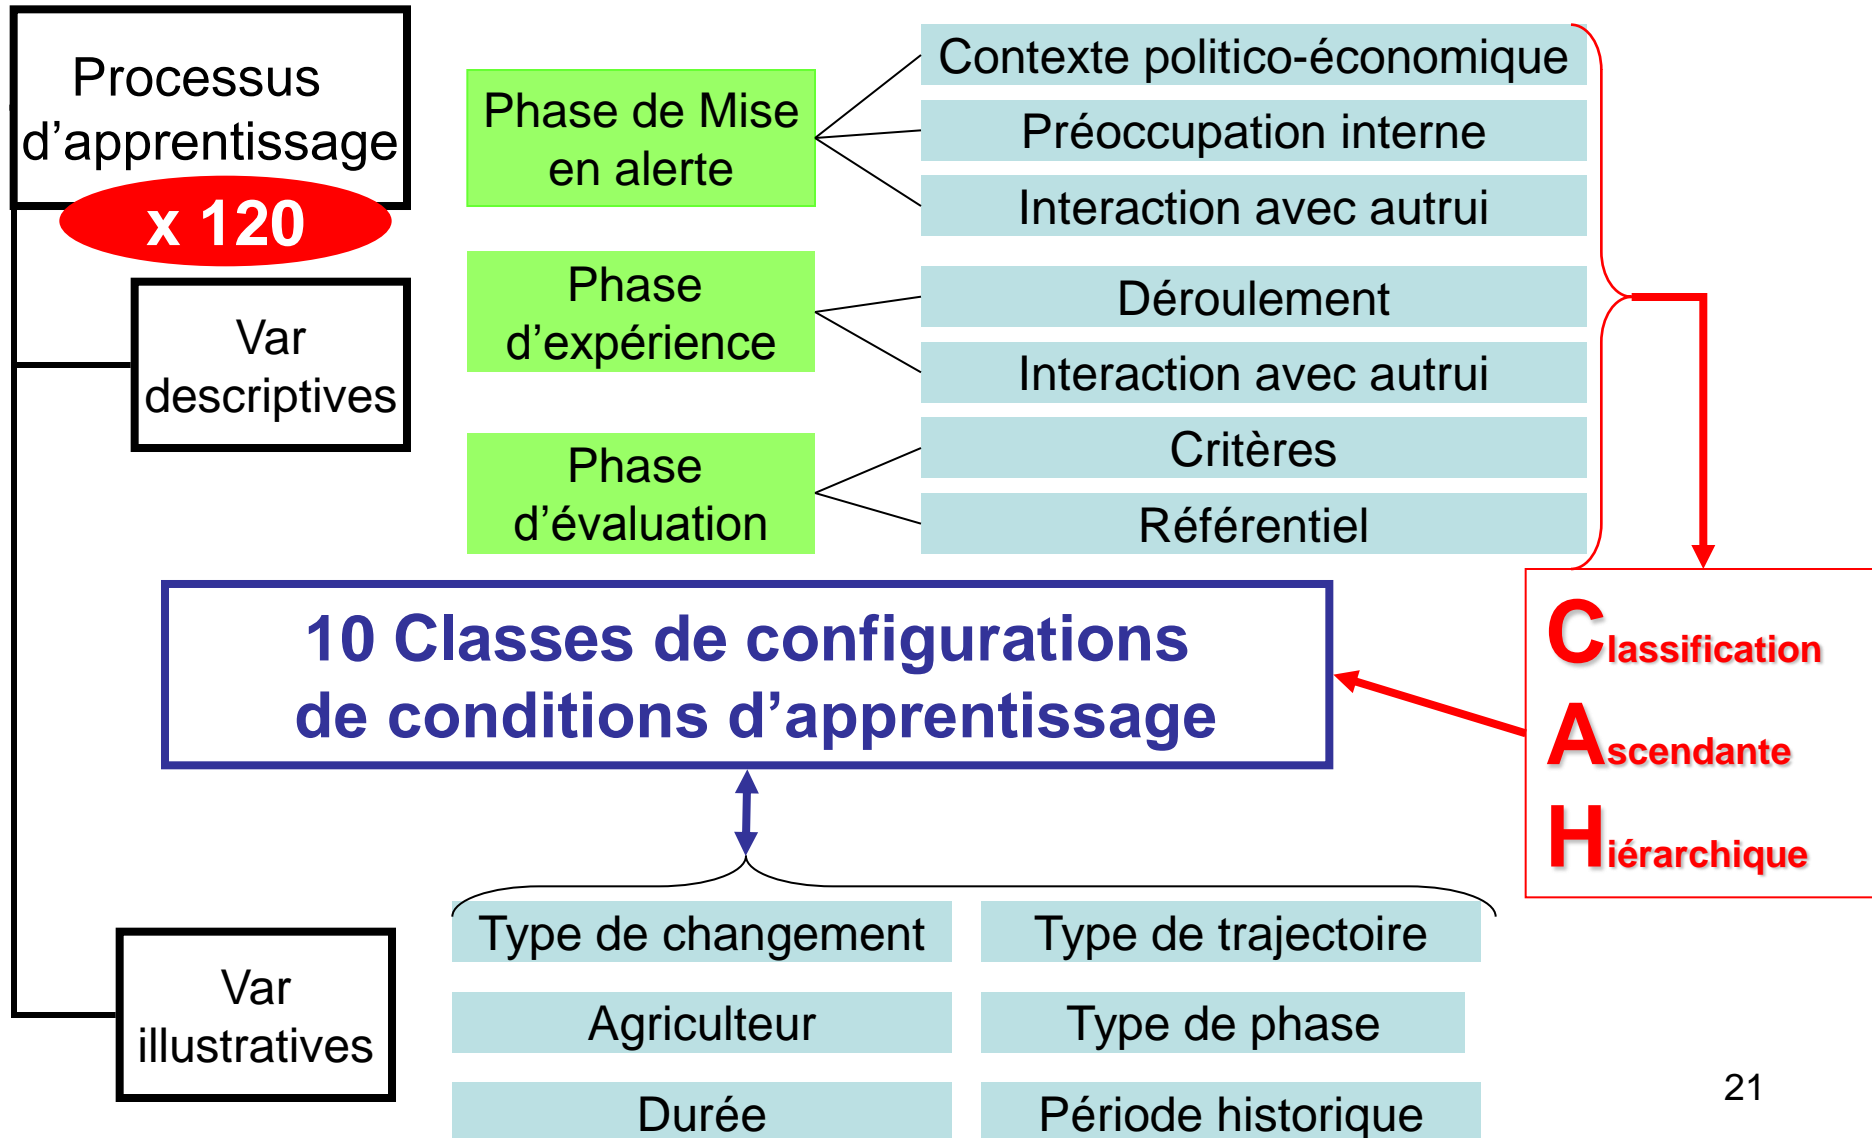 Processus
d’apprentissage
x 120
Var
descriptives
Phase de Mise
en alerte
Contexte politico-économique
Préoccupation interne
Interaction avec autrui
Phase
d’expérience
Déroulement
Interaction avec autrui
Phase
d’évaluation
Critères
Référentiel
Classification
Ascendante
Hiérarchique
10 Classes de configurations
de conditions d’apprentissage
Var
illustratives
Type de changement
Type de trajectoire
Agriculteur
Type de phase
Durée
Période historique
21